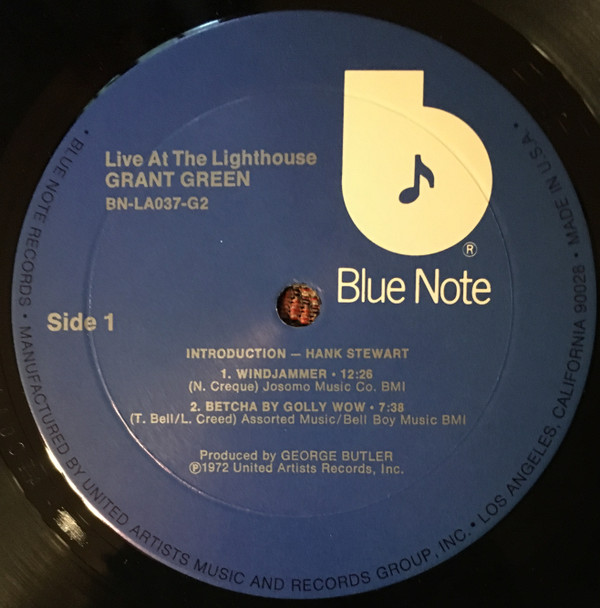 Live At The Lighthouse
GRANT GREEN
BN-LA037-G2
b
®
Blue Note
Side 1
INTRODUCTION — HANK STEWART
1. WINDJAMMER • 12:26
(N. Creque) Josomo Music Co. BMI
2. BETCHA BY GOLLY WOW • 7:38
(T. Bell/L. Creed) Assorted Music/Bell Boy Music BMI
Produced by GEORGE BUTLER
℗1972 United Artists Records, Inc.
• BLUE NOTE RECORDS • MANUFACTURED BY UNITED ARTISTS MUSIC AND RECORDS GROUP, INC. • LOS ANGELES, CALIFORNIA 90028 • MADE IN U.S.A. •